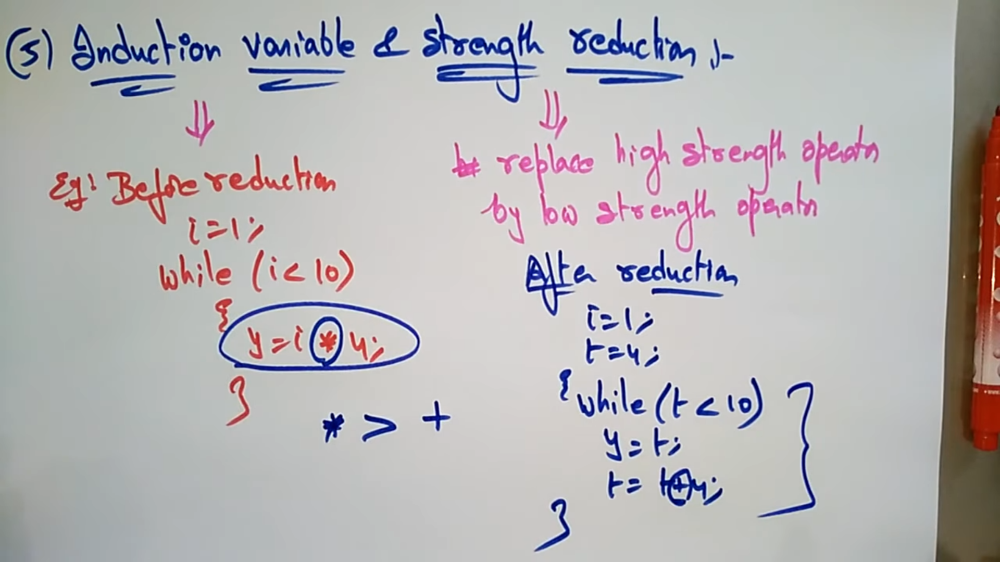 (5) Induction variable & strength reduction :-
Eg: Before reduction
i=1;
while (i<10)
{
y=i*4;
}
* > +
replace high strength operator
by low strength operator
After reduction
i=1;
t=4;
{ while (t<10)
y=t;
t=t+4;
}